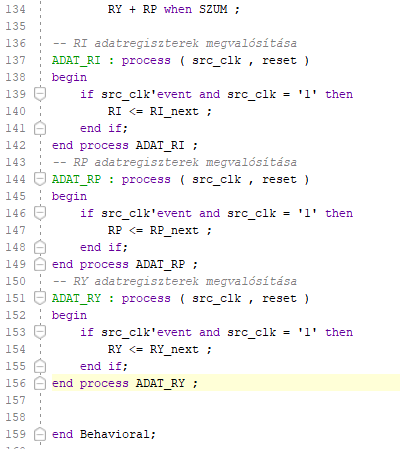 134 RY + RP when SZUM ;
135
136 -- RI adatregiszterek megvalósítása
137 ADAT_RI : process ( src_clk , reset )
138 begin
139 if src_clk'event and src_clk = '1' then
140 RI <= RI_next ;
141 end if;
142 end process ADAT_RI ;
143 -- RP adatregiszterek megvalósítása
144 ADAT_RP : process ( src_clk , reset )
145 begin
146 if src_clk'event and src_clk = '1' then
147 RP <= RP_next ;
148 end if;
149 end process ADAT_RP ;
150 -- RY adatregiszterek megvalósítása
151 ADAT_RY : process ( src_clk , reset )
152 begin
153 if src_clk'event and src_clk = '1' then
154 RY <= RY_next ;
155 end if;
156 end process ADAT_RY ;
157
158
159 end Behavioral;